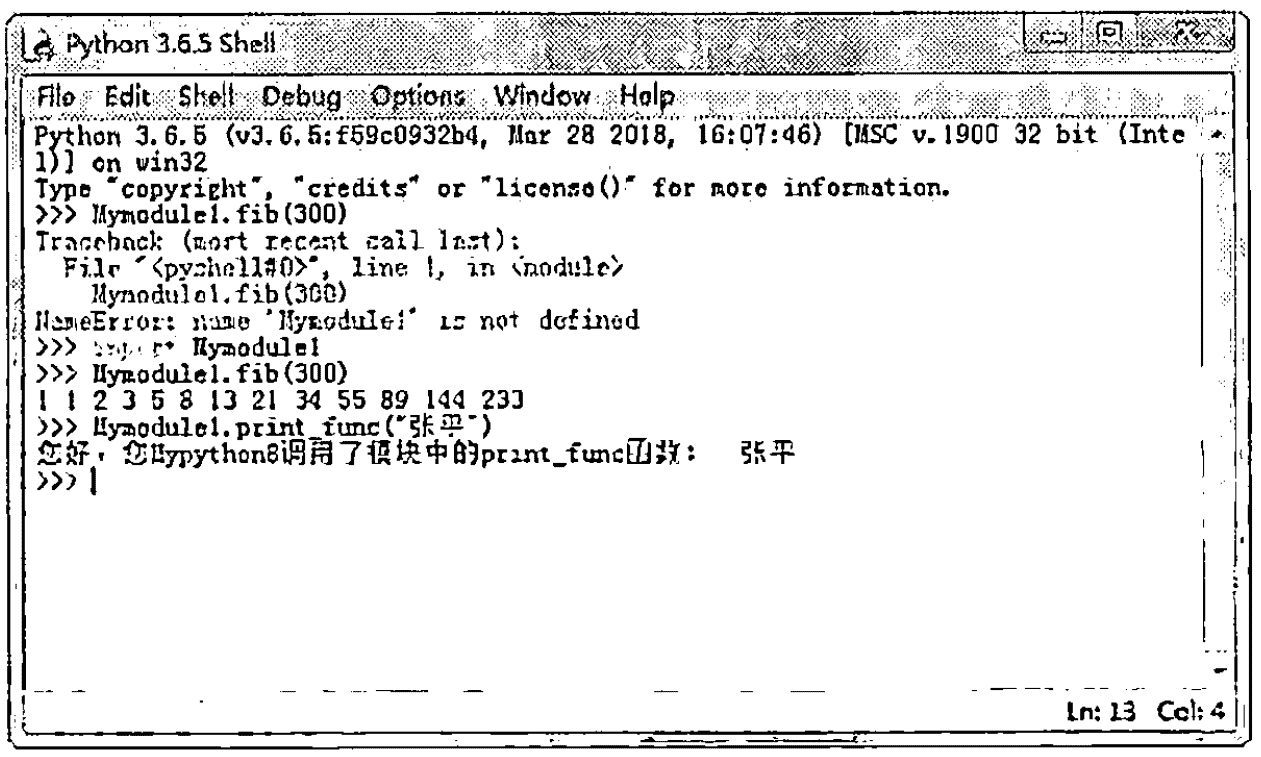 Python 3.6.5 Shell
File Edit Shell Debug Options Window Help
Python 3.6.5 (v3.6.5:f59c0932b4, Mar 28 2018, 16:07:46) [MSC v.1900 32 bit (Inte
l)] on win32
Type "copyright", "credits" or "license()" for more information.
>>> Mymodule1.fib(300)
Traceback (most recent call last):
  File "<pyshell#0>", line 1, in <module>
    Mymodule1.fib(300)
NameError: name 'Mymodule1' is not defined
>>> import Mymodule1
>>> Mymodule1.fib(300)
1 1 2 3 5 8 13 21 34 55 89 144 233
>>> Mymodule1.print_func("张平")
您好，您Mypython8调用了模块中的print_func函数： 张平
>>>
Ln: 13 Col: 4